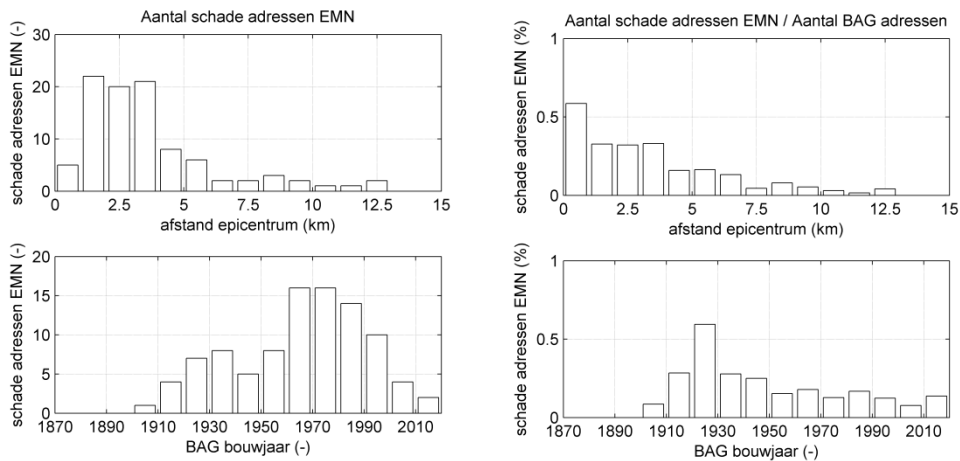 Aantal schade adressen EMN
schade adressen EMN (-)
30
20
10
0
0 2.5 5 7.5 10 12.5 15
afstand epicentrum (km)
Aantal schade adressen EMN / Aantal BAG adressen
schade adressen EMN (%)
1
0.5
0
0 2.5 5 7.5 10 12.5 15
afstand epicentrum (km)
schade adressen EMN (-)
20
15
10
5
0
1870 1890 1910 1930 1950 1970 1990 2010
BAG bouwjaar (-)
schade adressen EMN (%)
1
0.5
0
1870 1890 1910 1930 1950 1970 1990 2010
BAG bouwjaar (-)